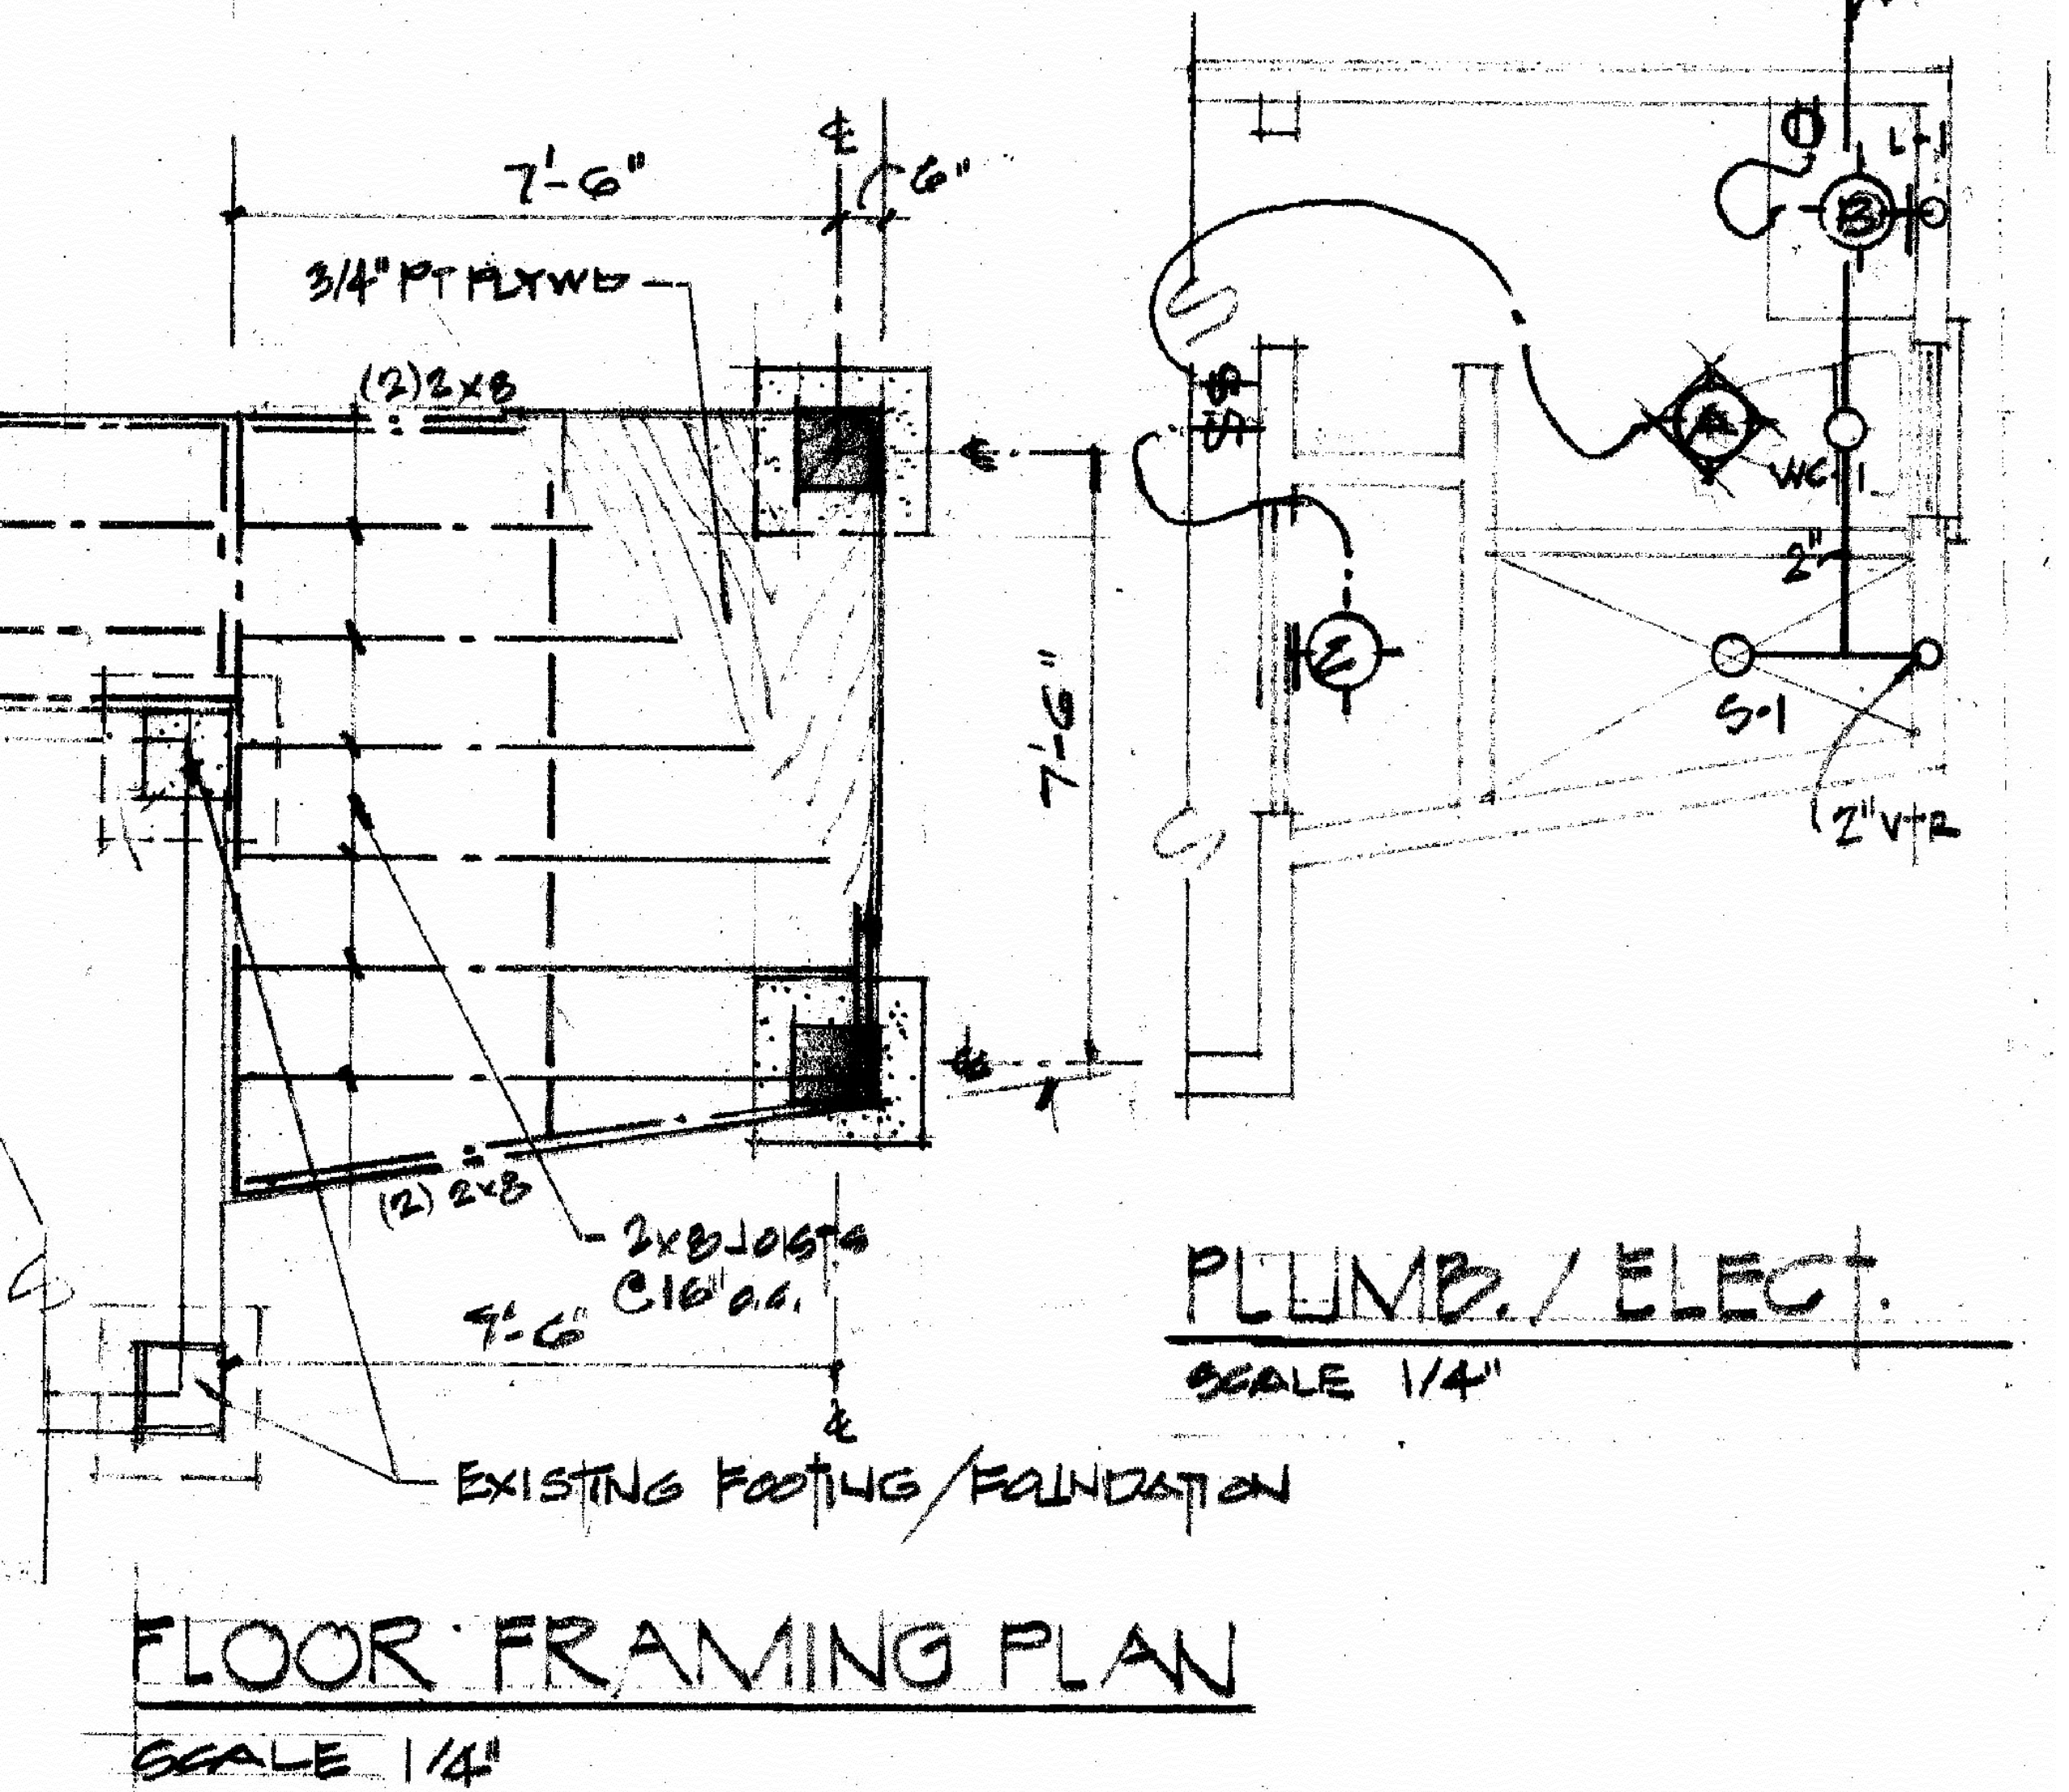 7'-6"
6"
3/4" PT PLYWD
(2) 2x8
7'-6"
(2) 2x8
2x8 JOISTS
@ 16" o.c.
7'-6"
EXISTING FOOTING/FOUNDATION
FLOOR FRAMING PLAN
SCALE 1/4"
L-1
B
S
S
A
WC-1
2"
E
S-1
2" VTR
PLUMB. / ELECT.
SCALE 1/4"